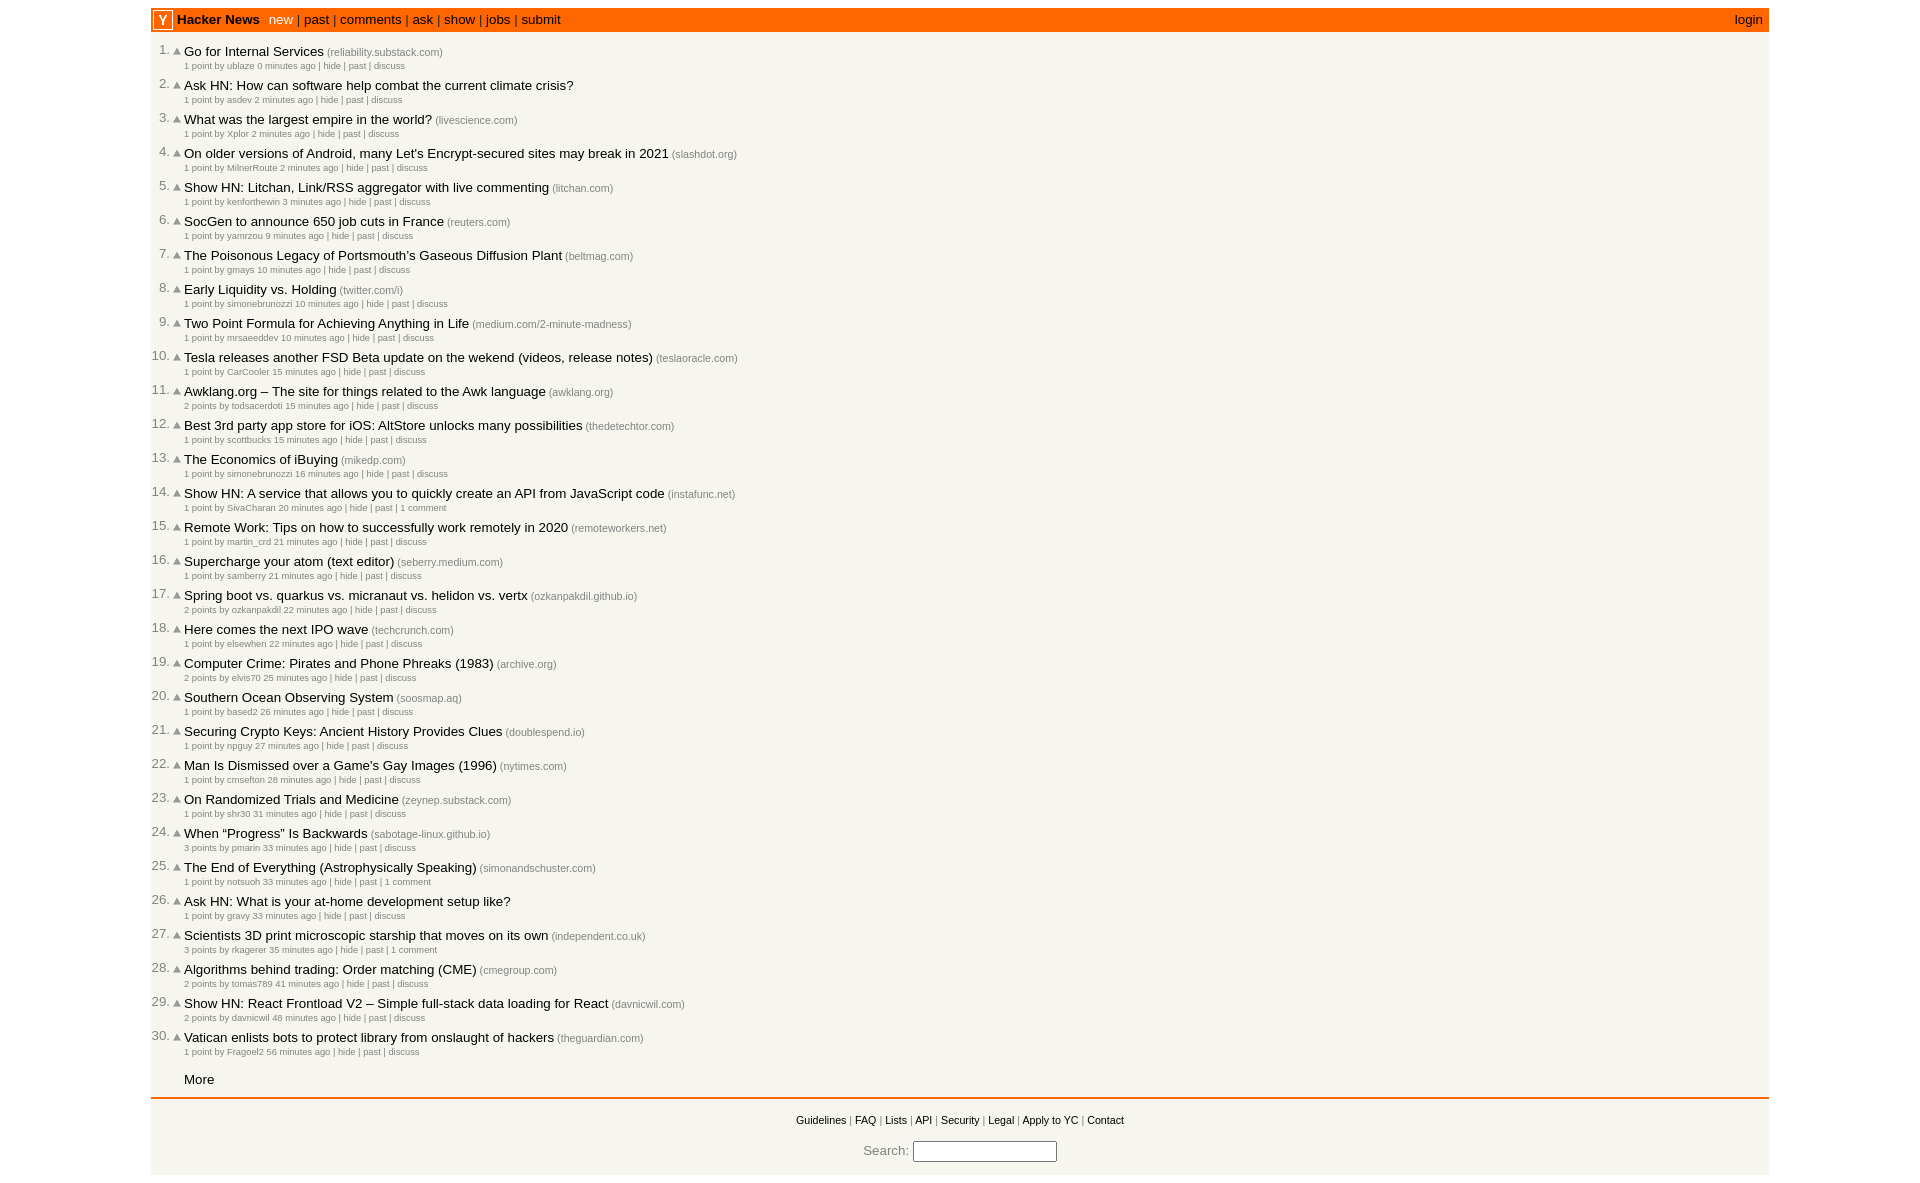 Y Hacker News new | past | comments | ask | show | jobs | submit login
1. Go for Internal Services (reliability.substack.com)
1 point by ublaze 0 minutes ago | hide | past | discuss
2. Ask HN: How can software help combat the current climate crisis?
1 point by asdev 2 minutes ago | hide | past | discuss
3. What was the largest empire in the world? (livescience.com)
1 point by Xplor 2 minutes ago | hide | past | discuss
4. On older versions of Android, many Let's Encrypt-secured sites may break in 2021 (slashdot.org)
1 point by MilnerRoute 2 minutes ago | hide | past | discuss
5. Show HN: Litchan, Link/RSS aggregator with live commenting (litchan.com)
1 point by kenforthewin 3 minutes ago | hide | past | discuss
6. SocGen to announce 650 job cuts in France (reuters.com)
1 point by yamrzou 9 minutes ago | hide | past | discuss
7. The Poisonous Legacy of Portsmouth’s Gaseous Diffusion Plant (beltmag.com)
1 point by gmays 10 minutes ago | hide | past | discuss
8. Early Liquidity vs. Holding (twitter.com/i)
1 point by simonebrunozzi 10 minutes ago | hide | past | discuss
9. Two Point Formula for Achieving Anything in Life (medium.com/2-minute-madness)
1 point by mrsaeeddev 10 minutes ago | hide | past | discuss
10. Tesla releases another FSD Beta update on the wekend (videos, release notes) (teslaoracle.com)
1 point by CarCooler 15 minutes ago | hide | past | discuss
11. Awklang.org – The site for things related to the Awk language (awklang.org)
2 points by todsacerdoti 15 minutes ago | hide | past | discuss
12. Best 3rd party app store for iOS: AltStore unlocks many possibilities (thedetechtor.com)
1 point by scottbucks 15 minutes ago | hide | past | discuss
13. The Economics of iBuying (mikedp.com)
1 point by simonebrunozzi 16 minutes ago | hide | past | discuss
14. Show HN: A service that allows you to quickly create an API from JavaScript code (instafunc.net)
1 point by SivaCharan 20 minutes ago | hide | past | 1 comment
15. Remote Work: Tips on how to successfully work remotely in 2020 (remoteworkers.net)
1 point by martin_crd 21 minutes ago | hide | past | discuss
16. Supercharge your atom (text editor) (seberry.medium.com)
1 point by samberry 21 minutes ago | hide | past | discuss
17. Spring boot vs. quarkus vs. micranaut vs. helidon vs. vertx (ozkanpakdil.github.io)
2 points by ozkanpakdil 22 minutes ago | hide | past | discuss
18. Here comes the next IPO wave (techcrunch.com)
1 point by elsewhen 22 minutes ago | hide | past | discuss
19. Computer Crime: Pirates and Phone Phreaks (1983) (archive.org)
2 points by elvis70 25 minutes ago | hide | past | discuss
20. Southern Ocean Observing System (soosmap.aq)
1 point by based2 26 minutes ago | hide | past | discuss
21. Securing Crypto Keys: Ancient History Provides Clues (doublespend.io)
1 point by npguy 27 minutes ago | hide | past | discuss
22. Man Is Dismissed over a Game's Gay Images (1996) (nytimes.com)
1 point by cmsefton 28 minutes ago | hide | past | discuss
23. On Randomized Trials and Medicine (zeynep.substack.com)
1 point by shr30 31 minutes ago | hide | past | discuss
24. When “Progress” Is Backwards (sabotage-linux.github.io)
3 points by pmarin 33 minutes ago | hide | past | discuss
25. The End of Everything (Astrophysically Speaking) (simonandschuster.com)
1 point by notsuoh 33 minutes ago | hide | past | 1 comment
26. Ask HN: What is your at-home development setup like?
1 point by gravy 33 minutes ago | hide | past | discuss
27. Scientists 3D print microscopic starship that moves on its own (independent.co.uk)
3 points by rkagerer 35 minutes ago | hide | past | 1 comment
28. Algorithms behind trading: Order matching (CME) (cmegroup.com)
2 points by tomas789 41 minutes ago | hide | past | discuss
29. Show HN: React Frontload V2 – Simple full-stack data loading for React (davnicwil.com)
2 points by davnicwil 48 minutes ago | hide | past | discuss
30. Vatican enlists bots to protect library from onslaught of hackers (theguardian.com)
1 point by Fragoel2 56 minutes ago | hide | past | discuss
More
Guidelines | FAQ | Lists | API | Security | Legal | Apply to YC | Contact
Search: